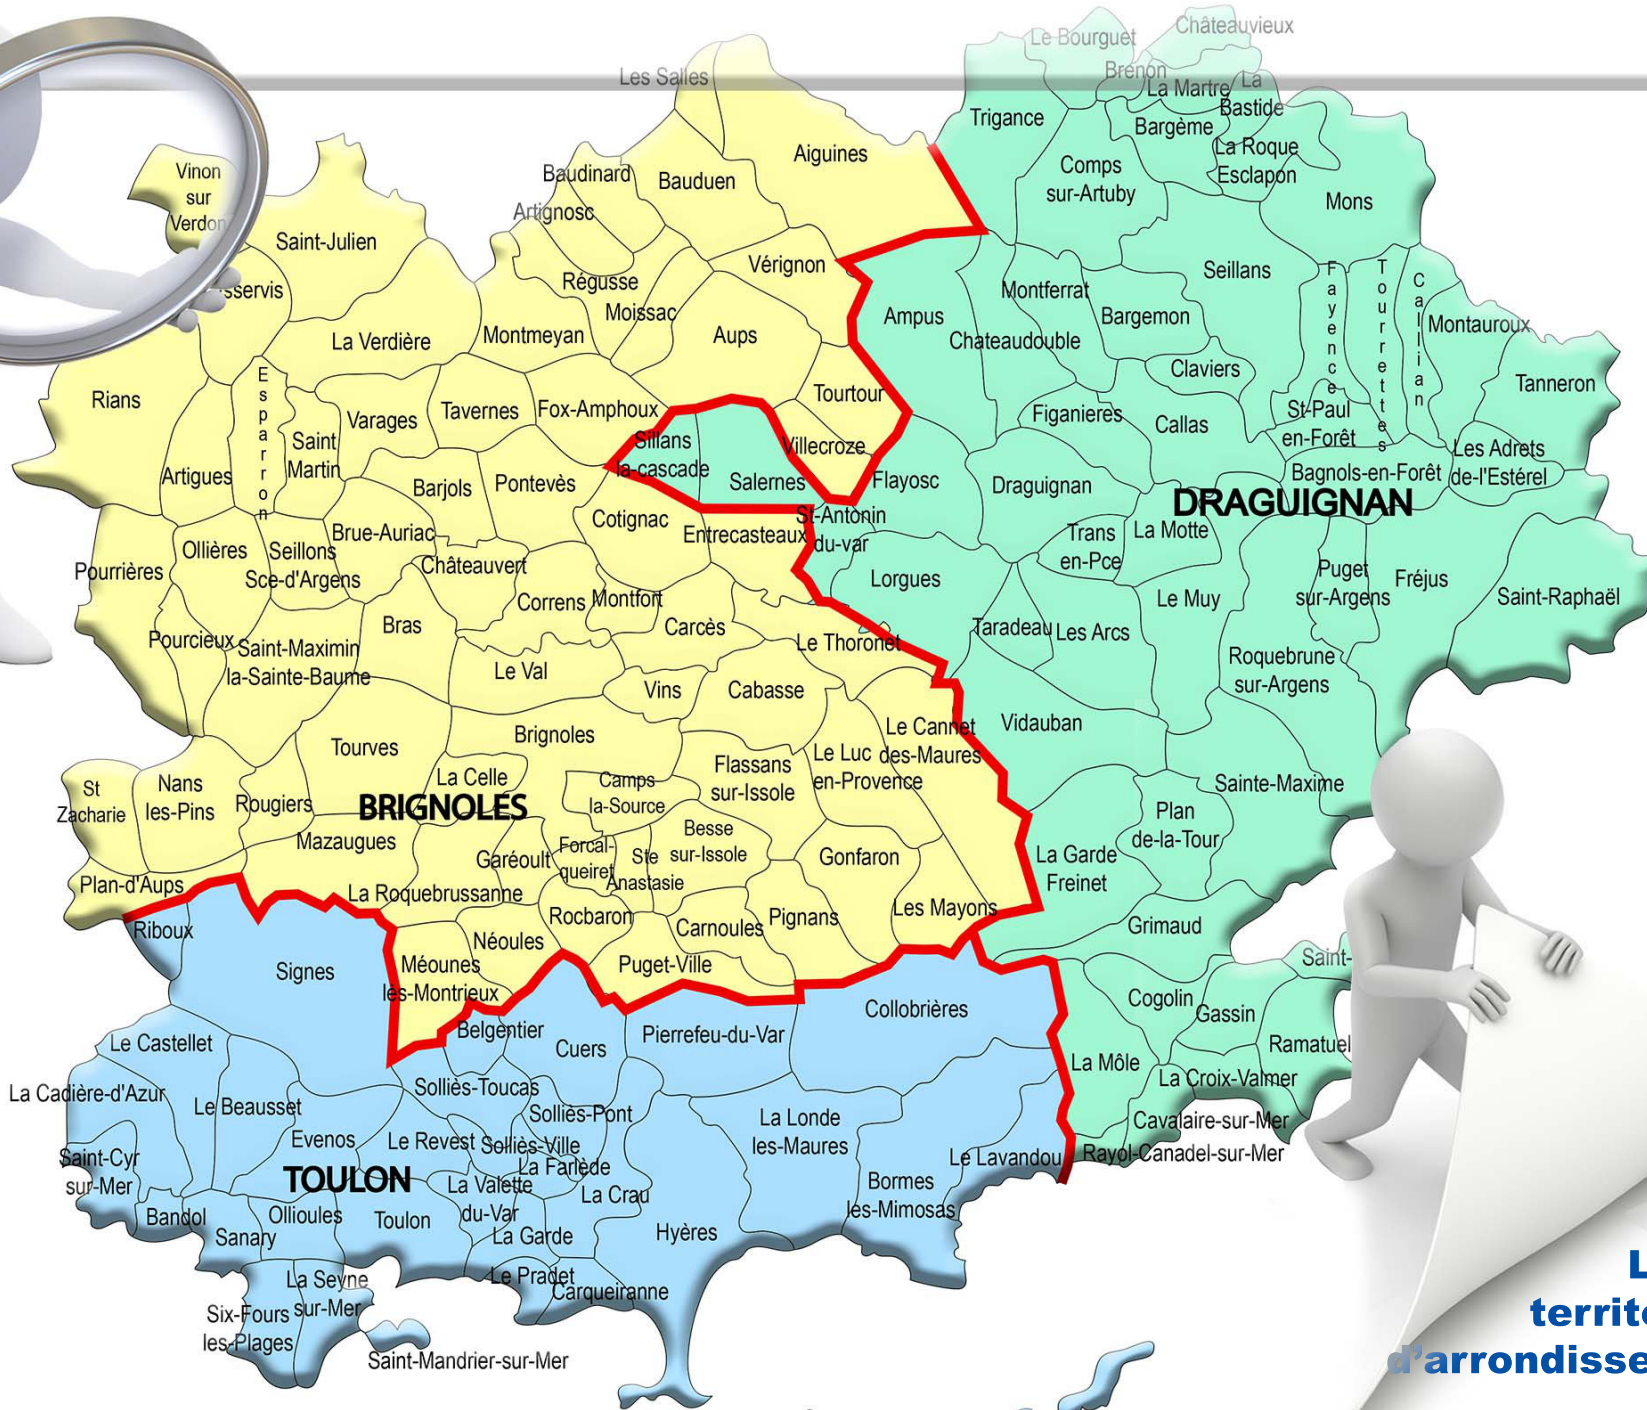 Châteauvieux
Le Bourguet
Les Salles
Brenon
La Martre
La
Bastide
Trigance
Bargème
La Roque
Esclapon
Aiguines
Comps
sur-Artuby
Vinon
sur
Verdon
Baudinard
Bauduen
Mons
Artignosc
Saint-Julien
Vérignon
Seillans
Fayence
Tourrettes
Callian
sservis
Régusse
Montferrat
Moissac
Ampus
Bargemon
Montauroux
La Verdière
Montmeyan
Aups
Chateaudouble
Claviers
Tanneron
Rians
Esparron
Tourtour
Varages
Tavernes
Fox-Amphoux
Figanieres
Callas
St-Paul
en-Forêt
Saint
Martin
Sillans
la-cascade
Villecroze
Les Adrets
de-l'Estérel
Artigues
Barjols
Pontevès
Salernes
Flayosc
Draguignan
Bagnols-en-Forêt
DRAGUIGNAN
Cotignac
Entrecasteaux
St-Antonin
du-var
Brue-Auriac
Trans
en-Pce
La Motte
Ollières
Seillons
Sce-d'Argens
Pourrières
Châteauvert
Lorgues
Puget
sur-Argens
Fréjus
Saint-Raphaël
Correns
Montfort
Le Muy
Bras
Carcès
Taradeau
Les Arcs
Pourcieux
Saint-Maximin
la-Sainte-Baume
Le Thoronet
Roquebrune
sur-Argens
Le Val
Vins
Cabasse
Vidauban
Le Cannet
des-Maures
Tourves
Brignoles
Le Luc
en-Provence
Flassans
sur-Issole
St
Zacharie
Nans
les-Pins
Rougiers
La Celle
BRIGNOLES
Camps
la-Source
Sainte-Maxime
Plan
de-la-Tour
Mazaugues
Garéoult
Forcal-
queiret
Ste
Anastasie
Besse
sur-Issole
Gonfaron
La Garde
Freinet
Plan-d'Aups
La Roquebrussanne
Rocbaron
Carnoules
Pignans
Les Mayons
Grimaud
Riboux
Signes
Néoules
Méounes
les-Montrieux
Puget-Ville
Saint-
Collobrières
Cogolin
Gassin
Belgentier
Cuers
Pierrefeu-du-Var
Le Castellet
Ramatuel
La Môle
La Croix-Valmer
La Cadière-d'Azur
Le Beausset
Solliès-Toucas
Solliès-Pont
La Londe
les-Maures
Cavalaire-sur-Mer
Evenos
Le Revest
Solliès-Ville
La Farlède
Le Lavandou
Rayol-Canadel-sur-Mer
Saint-Cyr
sur-Mer
TOULON
La Valette
du-Var
La Crau
Bormes
les-Mimosas
Bandol
Ollioules
Toulon
Sanary
La Garde
Hyères
La Seyne
sur-Mer
Le Pradet
Carqueiranne
Six-Fours
les-Plages
Saint-Mandrier-sur-Mer
L
territo
d'arrondisse